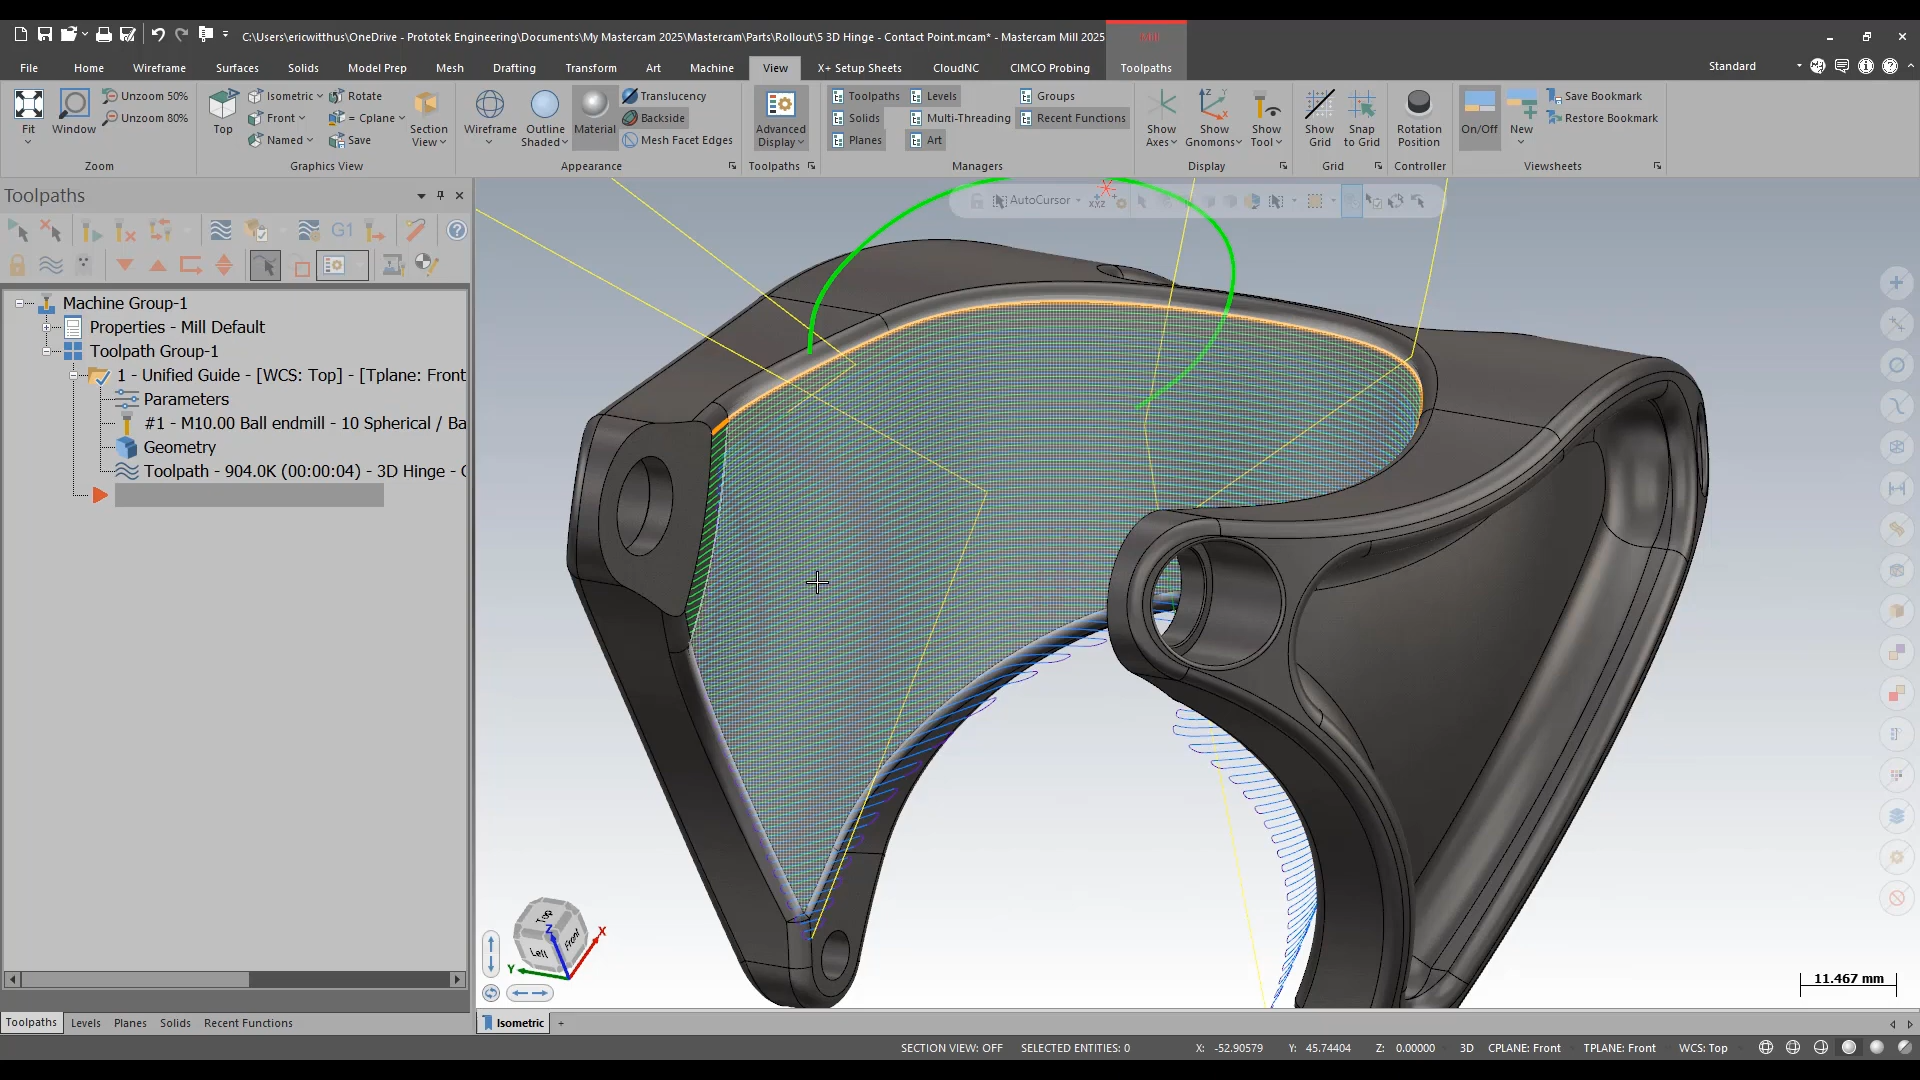 C:\Users\ericwitthus\OneDrive - Prototek Engineering\Documents\My Mastercam 2025\Mastercam\Parts\Rollout\5 3D Hinge - Contact Point.mcam* - Mastercam Mill 2025
Mill
File Home Wireframe Surfaces Solids Model Prep Mesh Drafting Transform Art Machine View X+ Setup Sheets CloudNC CIMCO Probing Toolpaths Standard
Unzoom 50% Isometric Rotate Translucency Toolpaths Levels Groups Save Bookmark
Unzoom 80% Front = Cplane Backside Solids Multi-Threading Recent Functions Restore Bookmark
Named Save Mesh Facet Edges Planes Art
Fit Window Top Section View Wireframe Outline Shaded Material Advanced Display Show Axes Show Gnomons Show Tool Show Grid Snap to Grid Rotation Position On/Off New
Zoom Graphics View Appearance Toolpaths Managers Display Grid Controller Viewsheets
Toolpaths
AutoCursor XYZ
G1
Machine Group-1
Properties - Mill Default
Toolpath Group-1
1 - Unified Guide - [WCS: Top] - [Tplane: Front
Parameters
#1 - M10.00 Ball endmill - 10 Spherical / Ba
Geometry
Toolpath - 904.0K (00:00:04) - 3D Hinge -
Top
Left
Front
X
Y
Z
11.467 mm
Toolpaths Levels Planes Solids Recent Functions
Isometric +
SECTION VIEW: OFF SELECTED ENTITIES: 0 X: -52.90579 Y: 45.74404 Z: 0.00000 3D CPLANE: Front TPLANE: Front WCS: Top